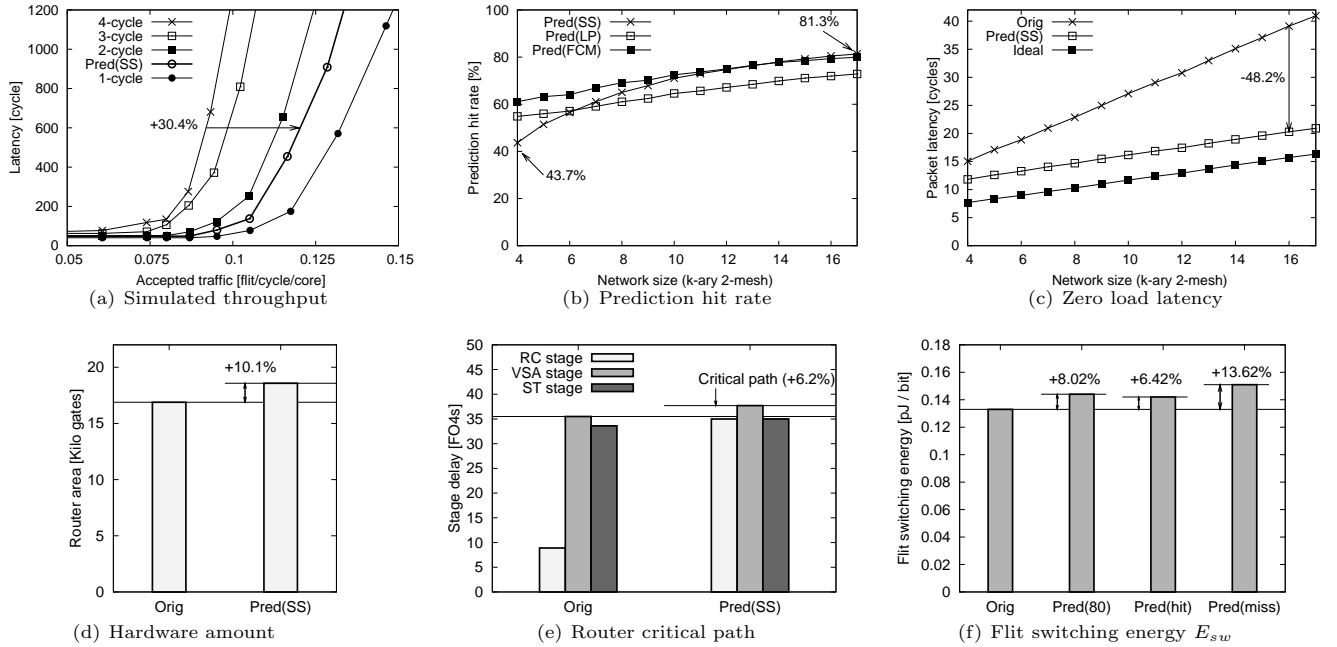 1200
1000
800
600
400
200
0
Latency [cycle]
4-cycle
3-cycle
2-cycle
Pred(SS)
1-cycle
+30.4%
0.05
0.075
0.1
0.125
0.15
Accepted traffic [flit/cycle/core]
(a) Simulated throughput
100
80
60
40
20
0
Prediction hit rate [%]
Pred(SS)
Pred(LP)
Pred(FCM)
81.3%
43.7%
4 6 8 10 12 14 16
Network size (k-ary 2-mesh)
(b) Prediction hit rate
40
35
30
25
20
15
10
5
0
Packet latency [cycles]
Orig
Pred(SS)
Ideal
-48.2%
4 6 8 10 12 14 16
Network size (k-ary 2-mesh)
(c) Zero load latency
20
15
10
5
0
Router area [Kilo gates]
+10.1%
Orig Pred(SS)
(d) Hardware amount
50
45
40
35
30
25
20
15
10
5
0
Stage delay [FO4s]
RC stage
VSA stage
ST stage
Critical path (+6.2%)
Orig Pred(SS)
(e) Router critical path
0.18
0.16
0.14
0.12
0.1
0.08
0.06
0.04
0.02
0
Flit switching energy [pJ / bit]
+8.02%
+6.42%
+13.62%
Orig Pred(80) Pred(hit) Pred(miss)
(f) Flit switching energy E_sw